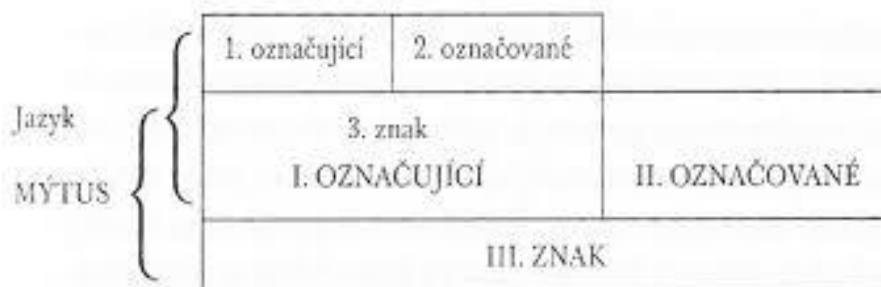 1. označující 2. označované
Jazyk
3. znak
MÝTUS
I. OZNAČUJÍCÍ II. OZNAČOVANÉ
III. ZNAK